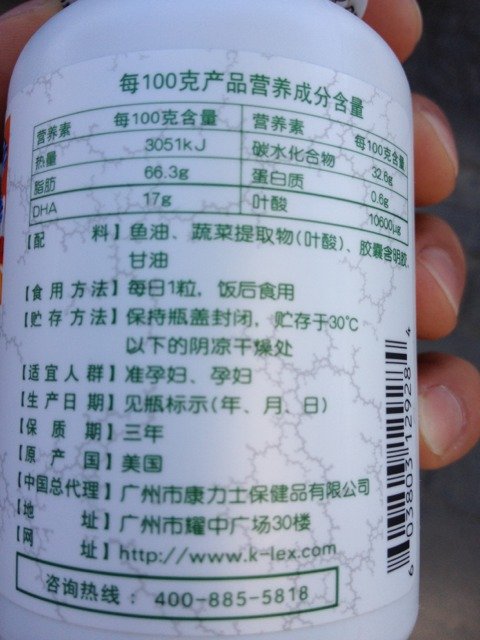 每100克产品营养成分含量
营养素 每100克含量 营养素 每100克含量
热量 3051kJ 碳水化合物 32.6g
脂肪 66.3g 蛋白质 0.6g
DHA 17g 叶酸 10600μg
【配 料】鱼油、蔬菜提取物(叶酸)、胶囊含明胶、
甘油
【食用方法】每日1粒，饭后食用
【贮存方法】保持瓶盖封闭，贮存于30℃
以下的阴凉干燥处
【适宜人群】准孕妇、孕妇
【生产日期】见瓶标示(年、月、日)
【保 质 期】三年
【原 产 国】美国
【中国总代理】广州市康力士保健品有限公司
【地 址】广州市耀中广场30楼
【网 址】http://www.k-lex.com
咨询热线：400-885-5818
6 03803 12928 4